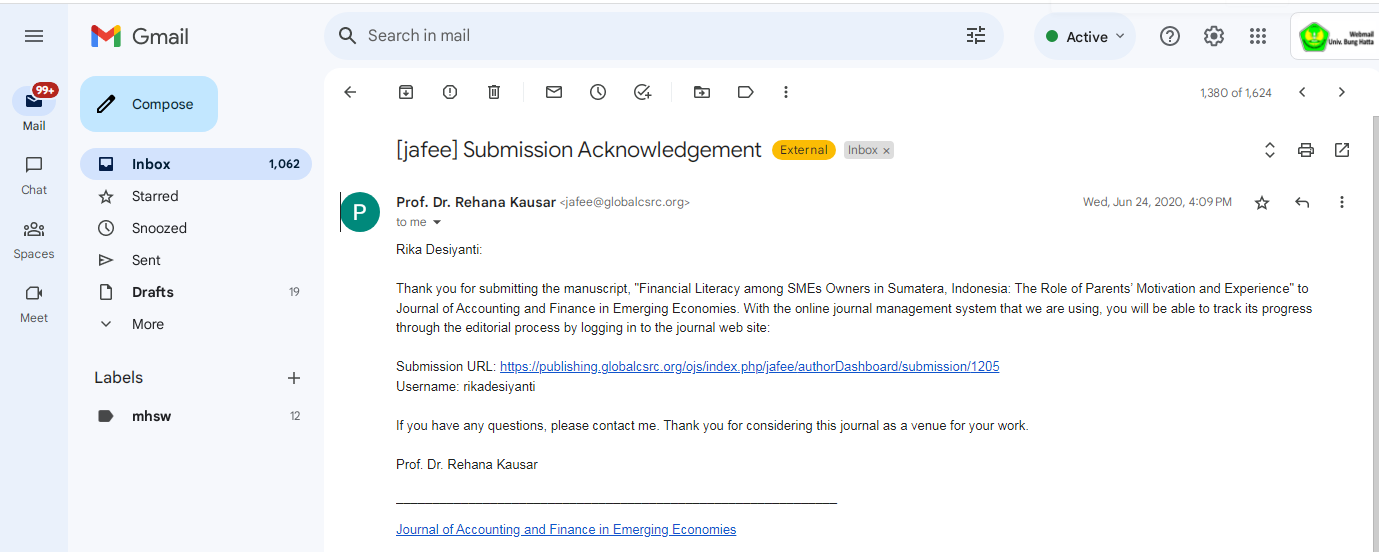 Gmail
Search in mail
Active
Webmail
Univ. Bung Hatta
99+
Mail
Chat
Spaces
Meet
Compose
Inbox 1,062
Starred
Snoozed
Sent
Drafts 19
More
Labels
mhsw 12
1,380 of 1,624
[jafee] Submission Acknowledgement External Inbox ×
P
Prof. Dr. Rehana Kausar <jafee@globalcsrc.org> Wed, Jun 24, 2020, 4:09 PM
to me
Rika Desiyanti:
Thank you for submitting the manuscript, "Financial Literacy among SMEs Owners in Sumatera, Indonesia: The Role of Parents’ Motivation and Experience" to
Journal of Accounting and Finance in Emerging Economies. With the online journal management system that we are using, you will be able to track its progress
through the editorial process by logging in to the journal web site:
Submission URL: https://publishing.globalcsrc.org/ojs/index.php/jafee/authorDashboard/submission/1205
Username: rikadesiyanti
If you have any questions, please contact me. Thank you for considering this journal as a venue for your work.
Prof. Dr. Rehana Kausar
Journal of Accounting and Finance in Emerging Economies